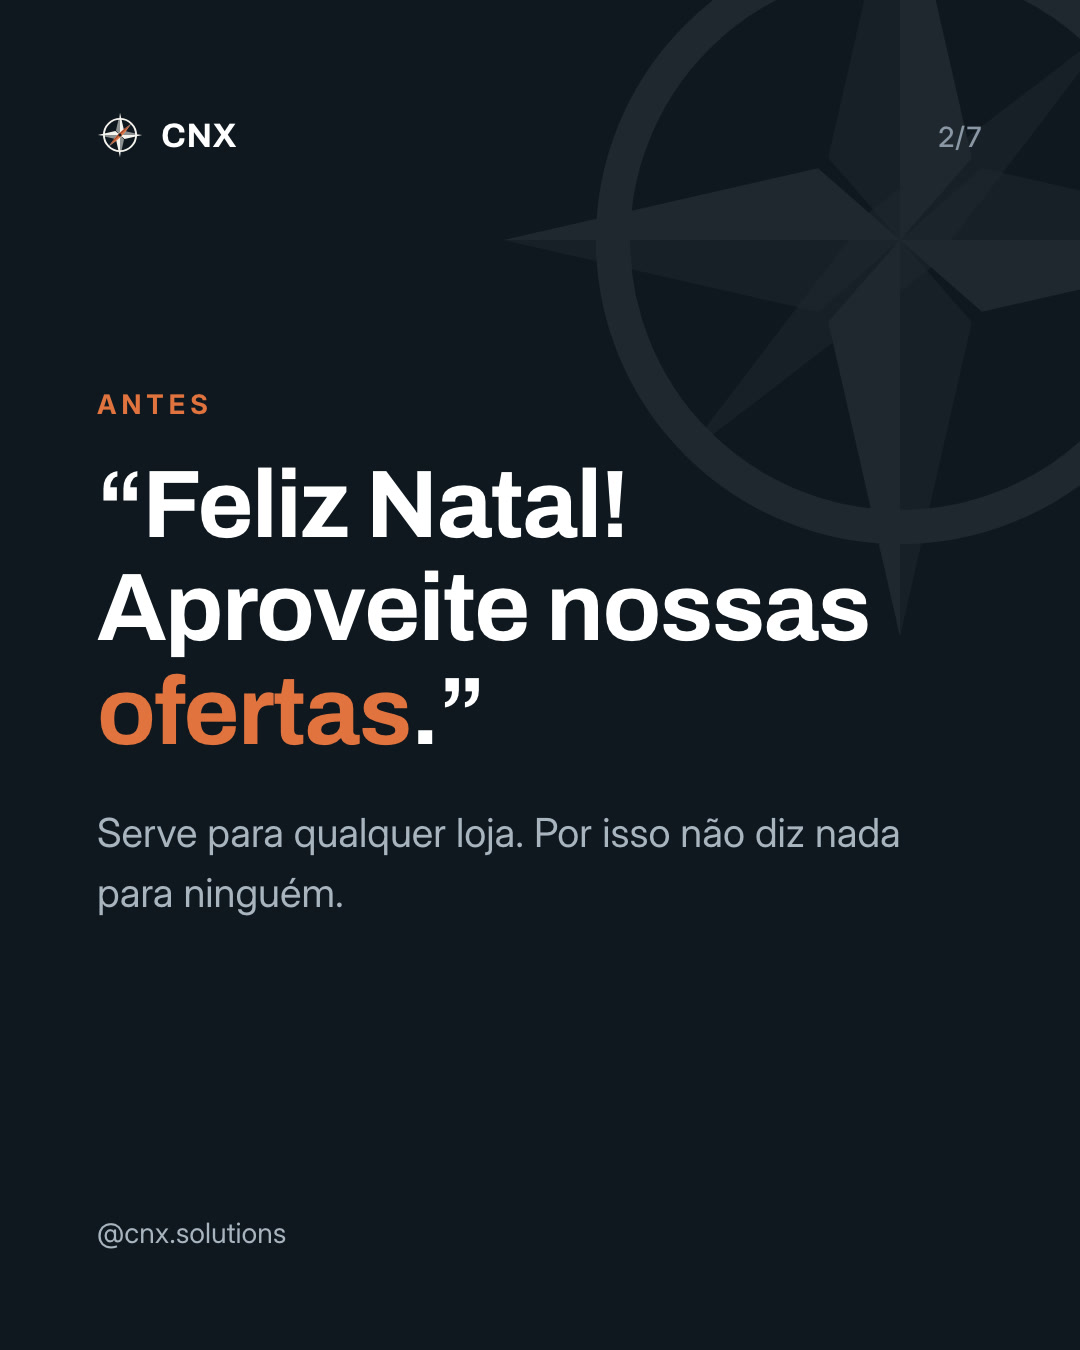 CNX
2/7
ANTES
“Feliz Natal!
Aproveite nossas
ofertas.”
Serve para qualquer loja. Por isso não diz nada
para ninguém.
@cnx.solutions